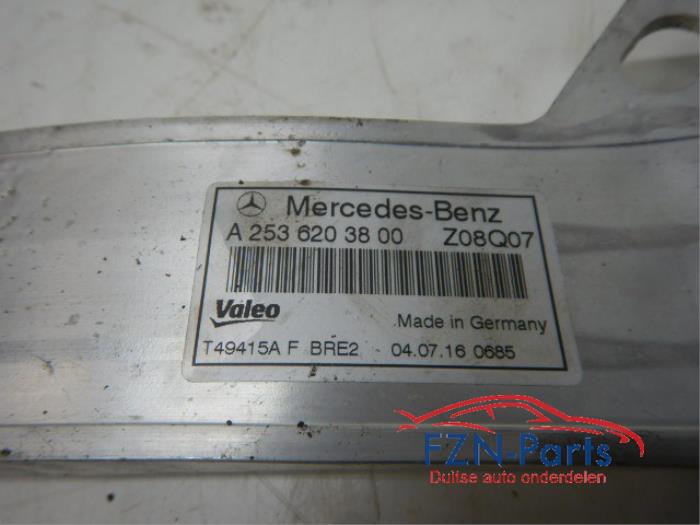 Mercedes-Benz
A 253 620 38 00 Z08Q07
Valeo
Made in Germany
T49415A F BRE2 04.07.16 0685
FZN-Parts
Duitse auto onderdelen